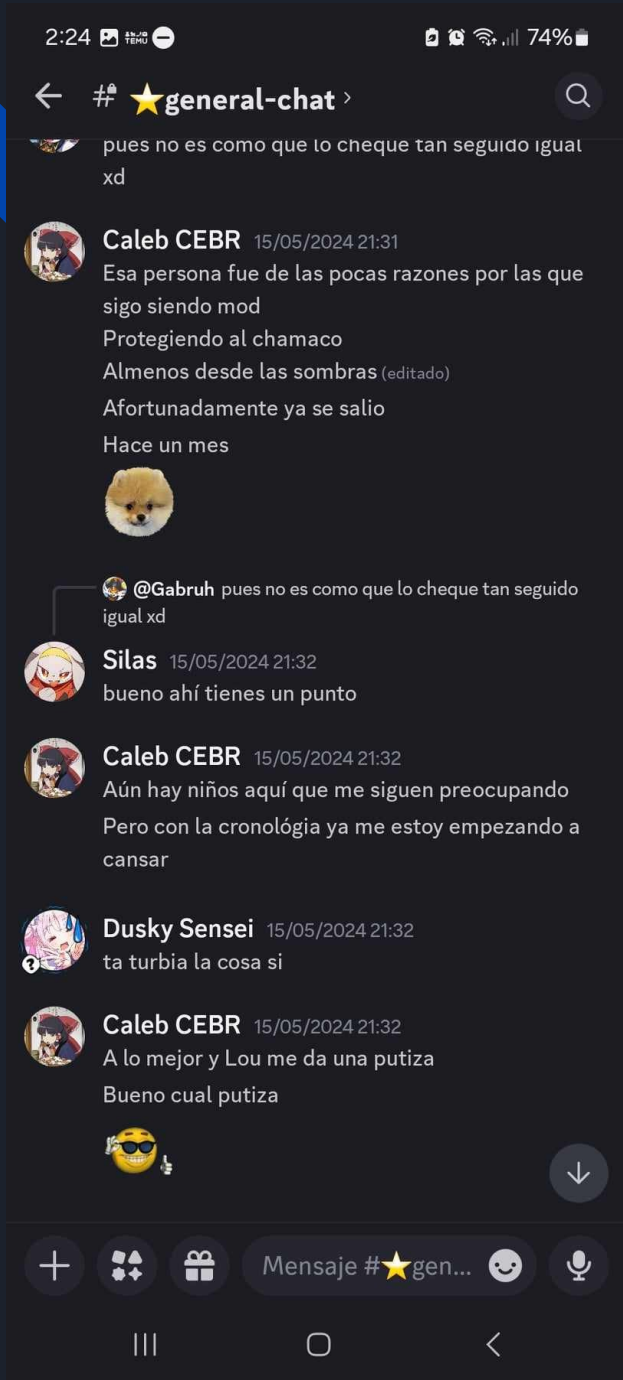 2:24 TEMU 74%
#⭐general-chat ›
pues no es como que lo cheque tan seguido igual
xd
Caleb CEBR 15/05/2024 21:31
Esa persona fue de las pocas razones por las que
sigo siendo mod
Protegiendo al chamaco
Almenos desde las sombras (editado)
Afortunadamente ya se salio
Hace un mes
@Gabruh pues no es como que lo cheque tan seguido
igual xd
Silas 15/05/2024 21:32
bueno ahí tienes un punto
Caleb CEBR 15/05/2024 21:32
Aún hay niños aquí que me siguen preocupando
Pero con la cronológia ya me estoy empezando a
cansar
Dusky Sensei 15/05/2024 21:32
?
ta turbia la cosa si
Caleb CEBR 15/05/2024 21:32
A lo mejor y Lou me da una putiza
Bueno cual putiza
Mensaje #⭐gen...